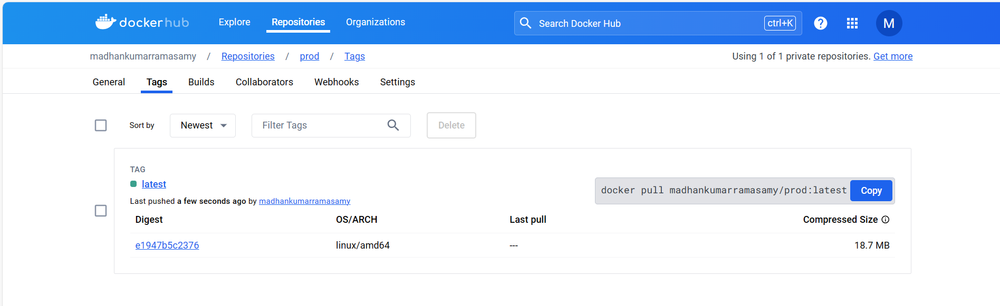 docker hub Explore Repositories Organizations Search Docker Hub ctrl+K ? M
madhankumarramasamy / Repositories / prod / Tags Using 1 of 1 private repositories. Get more
General Tags Builds Collaborators Webhooks Settings
Sort by Newest Filter Tags Delete
TAG
latest
docker pull madhankumarramasamy/prod:latest Copy
Last pushed a few seconds ago by madhankumarramasamy
Digest OS/ARCH Last pull Compressed Size
e1947b5c2376 linux/amd64 --- 18.7 MB